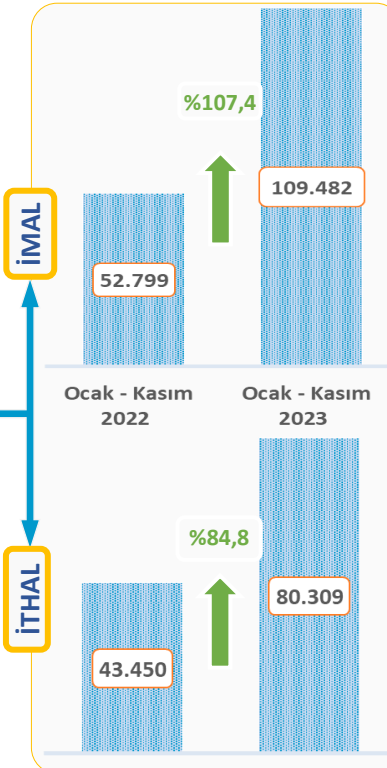 %107,4
109.482
İMAL
52.799
Ocak - Kasım
2022
Ocak - Kasım
2023
%84,8
80.309
İTHAL
43.450